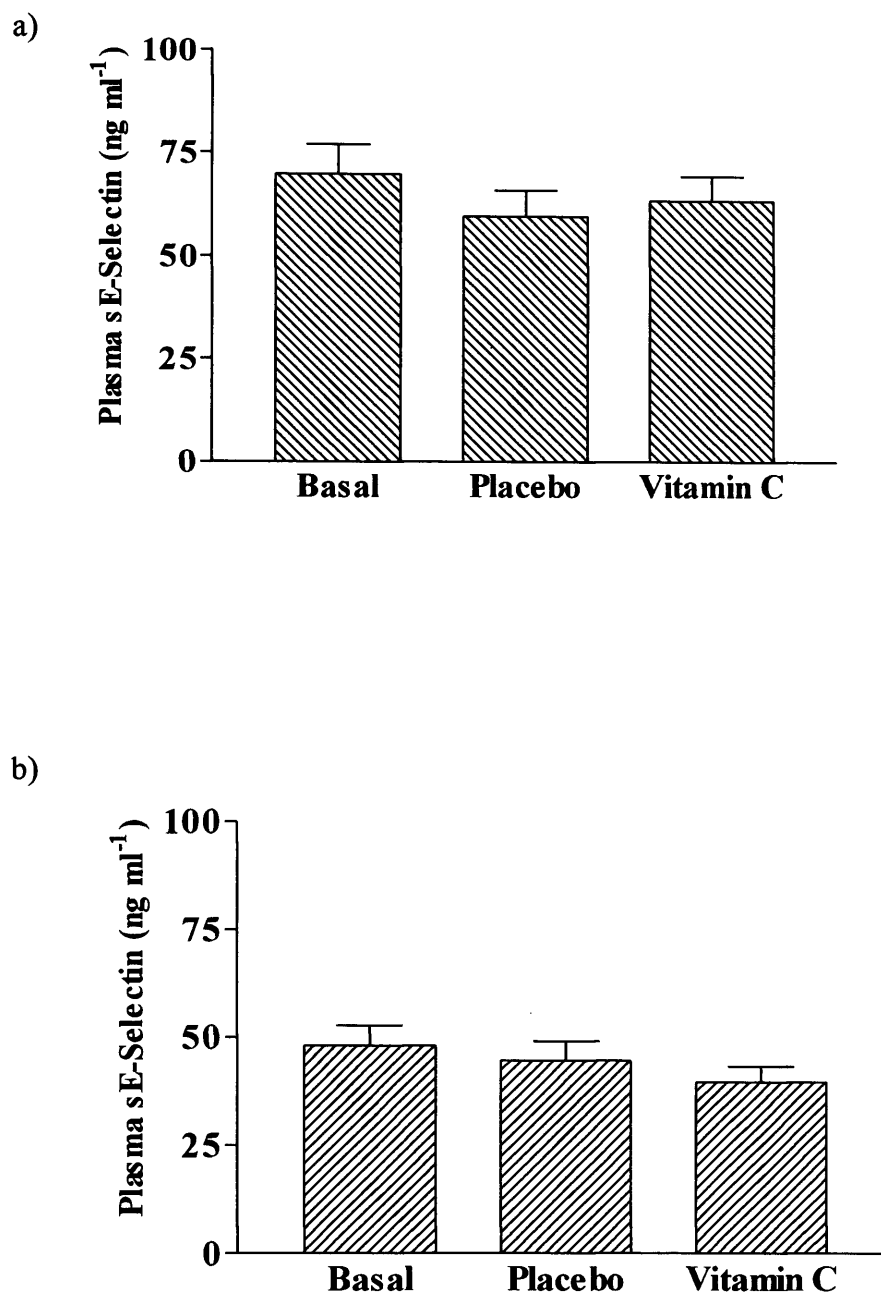 a)
Plasma sE-Selectin (ng ml⁻¹)
100
75
50
25
0
Basal Placebo Vitamin C
b)
Plasma sE-Selectin (ng ml⁻¹)
100
75
50
25
0
Basal Placebo Vitamin C